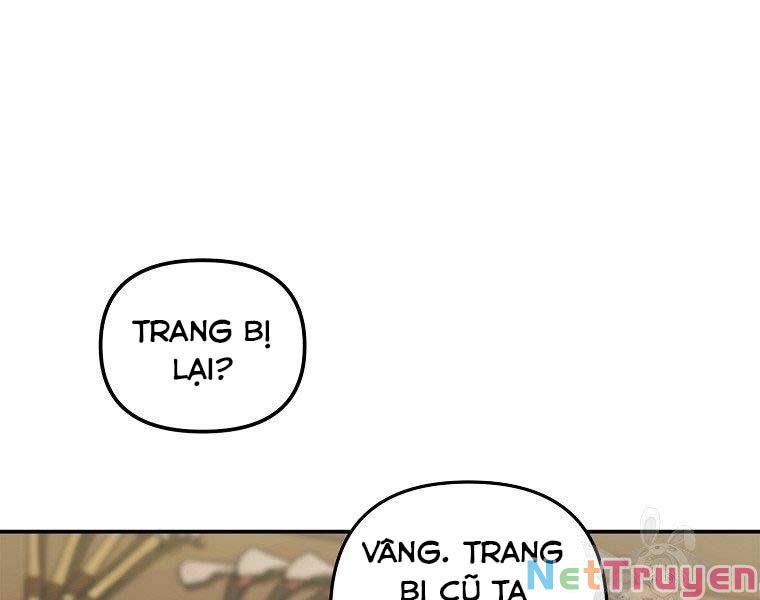 TRANG BỊ
LẠI?
VÂNG. TRANG
BỊ CŨ TA
NetTruyen